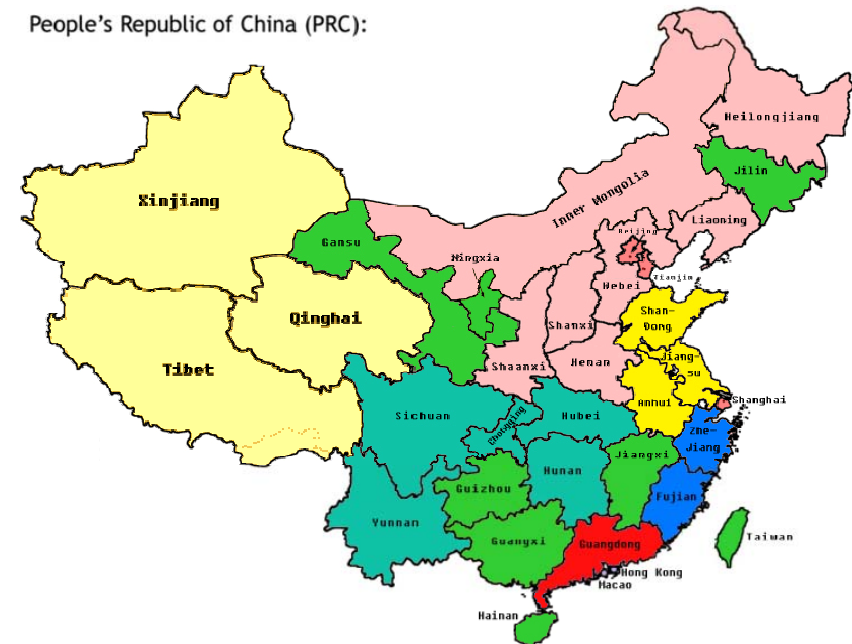 People's Republic of China (PRC):
Heilongjiang
Jilin
Inner Mongolia
Xinjiang
Liaoning
Beijing
Gansu
Ningxia
Tianjin
Hebei
Qinghai
Shan-
Dong
Shanxi
Jiang-
su
Henan
Shaanxi
Tibet
Shanghai
Anhui
Sichuan
Hubei
Chongqing
Zhe-
Jiang
Jiangxi
Hunan
Guizhou
Fujian
Yunnan
Guangxi
Guangdong
Taiwan
Hong Kong
Macao
Hainan